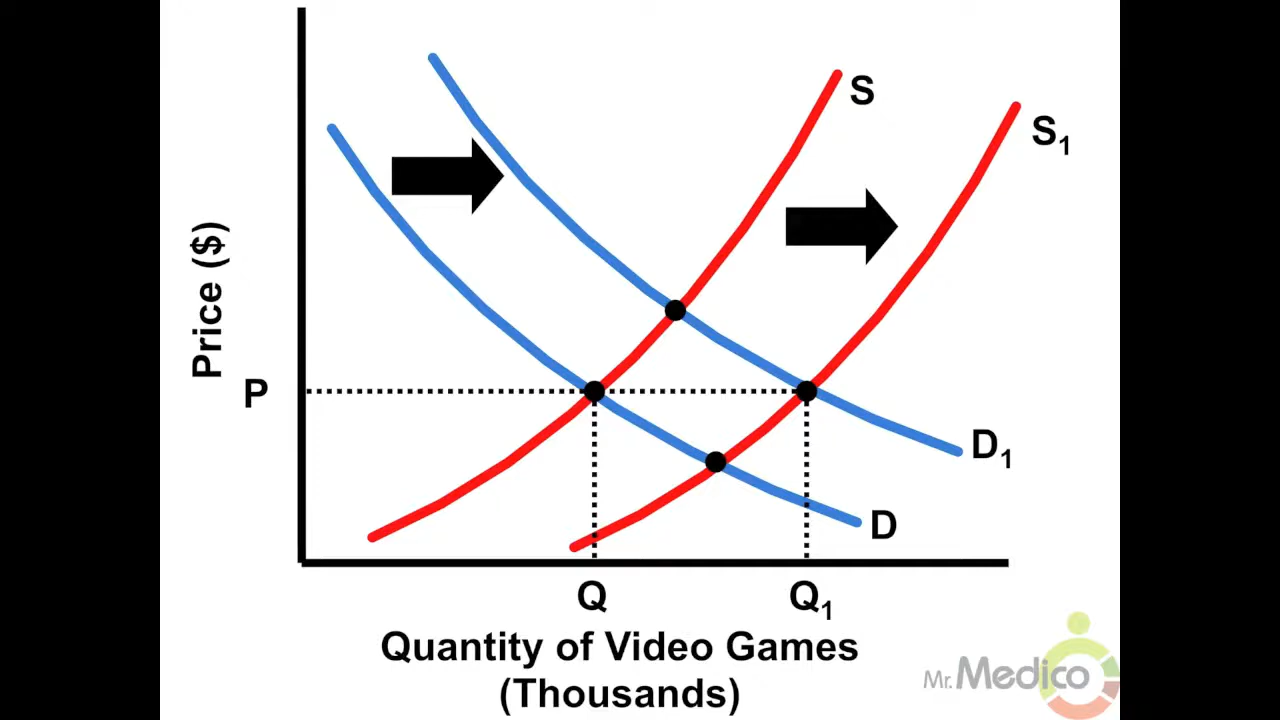 S
S1
Price ($)
P
D1
D
Q
Q1
Quantity of Video Games
(Thousands)
Mr. Medico